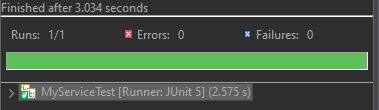 Finished after 3.034 seconds
Runs: 1/1 Errors: 0 Failures: 0
MyServiceTest [Runner: JUnit 5] (2.575 s)